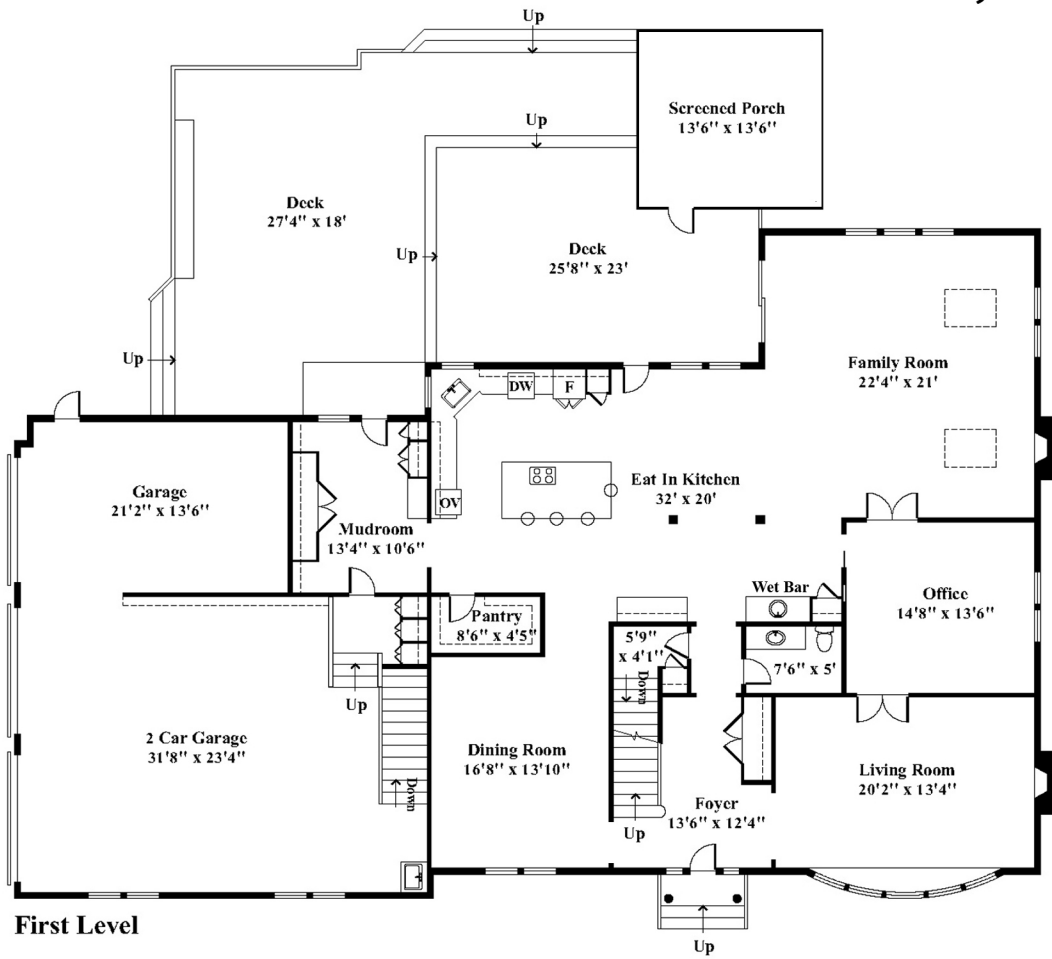 Up
Screened Porch
13'6" x 13'6"
Up
Deck
27'4" x 18'
Deck
25'8" x 23'
Up
Up
Family Room
22'4" x 21'
DW
F
Eat In Kitchen
32' x 20'
OV
Garage
21'2" x 13'6"
Mudroom
13'4" x 10'6"
Wet Bar
Office
14'8" x 13'6"
Pantry
8'6" x 4'5"
5'9"
x 4'1"
7'6" x 5'
Down
Up
2 Car Garage
31'8" x 23'4"
Down
Dining Room
16'8" x 13'10"
Living Room
20'2" x 13'4"
Foyer
13'6" x 12'4"
Up
First Level
Up